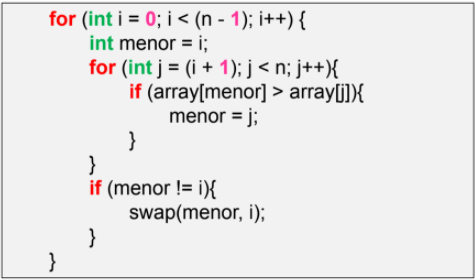 for (int i = 0; i < (n - 1); i++) {
int menor = i;
for (int j = (i + 1); j < n; j++){
if (array[menor] > array[j]){
menor = j;
}
}
if (menor != i){
swap(menor, i);
}
}